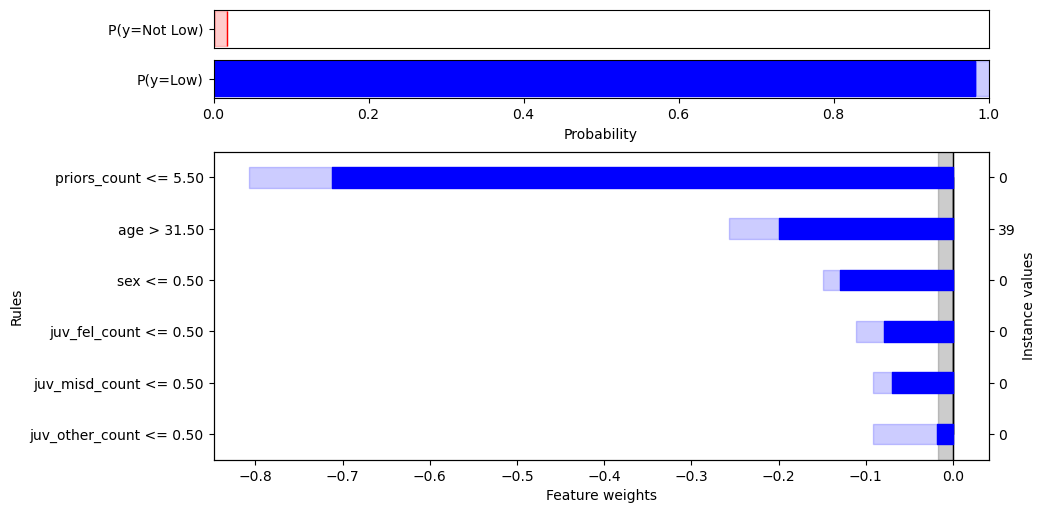 P(y=Not Low)
P(y=Low)
0.0 0.2 0.4 0.6 0.8 1.0
Probability
priors_count <= 5.50 0
age > 31.50 39
sex <= 0.50 0
juv_fel_count <= 0.50 0
juv_misd_count <= 0.50 0
juv_other_count <= 0.50 0
Rules
Instance values
−0.8 −0.7 −0.6 −0.5 −0.4 −0.3 −0.2 −0.1 0.0
Feature weights